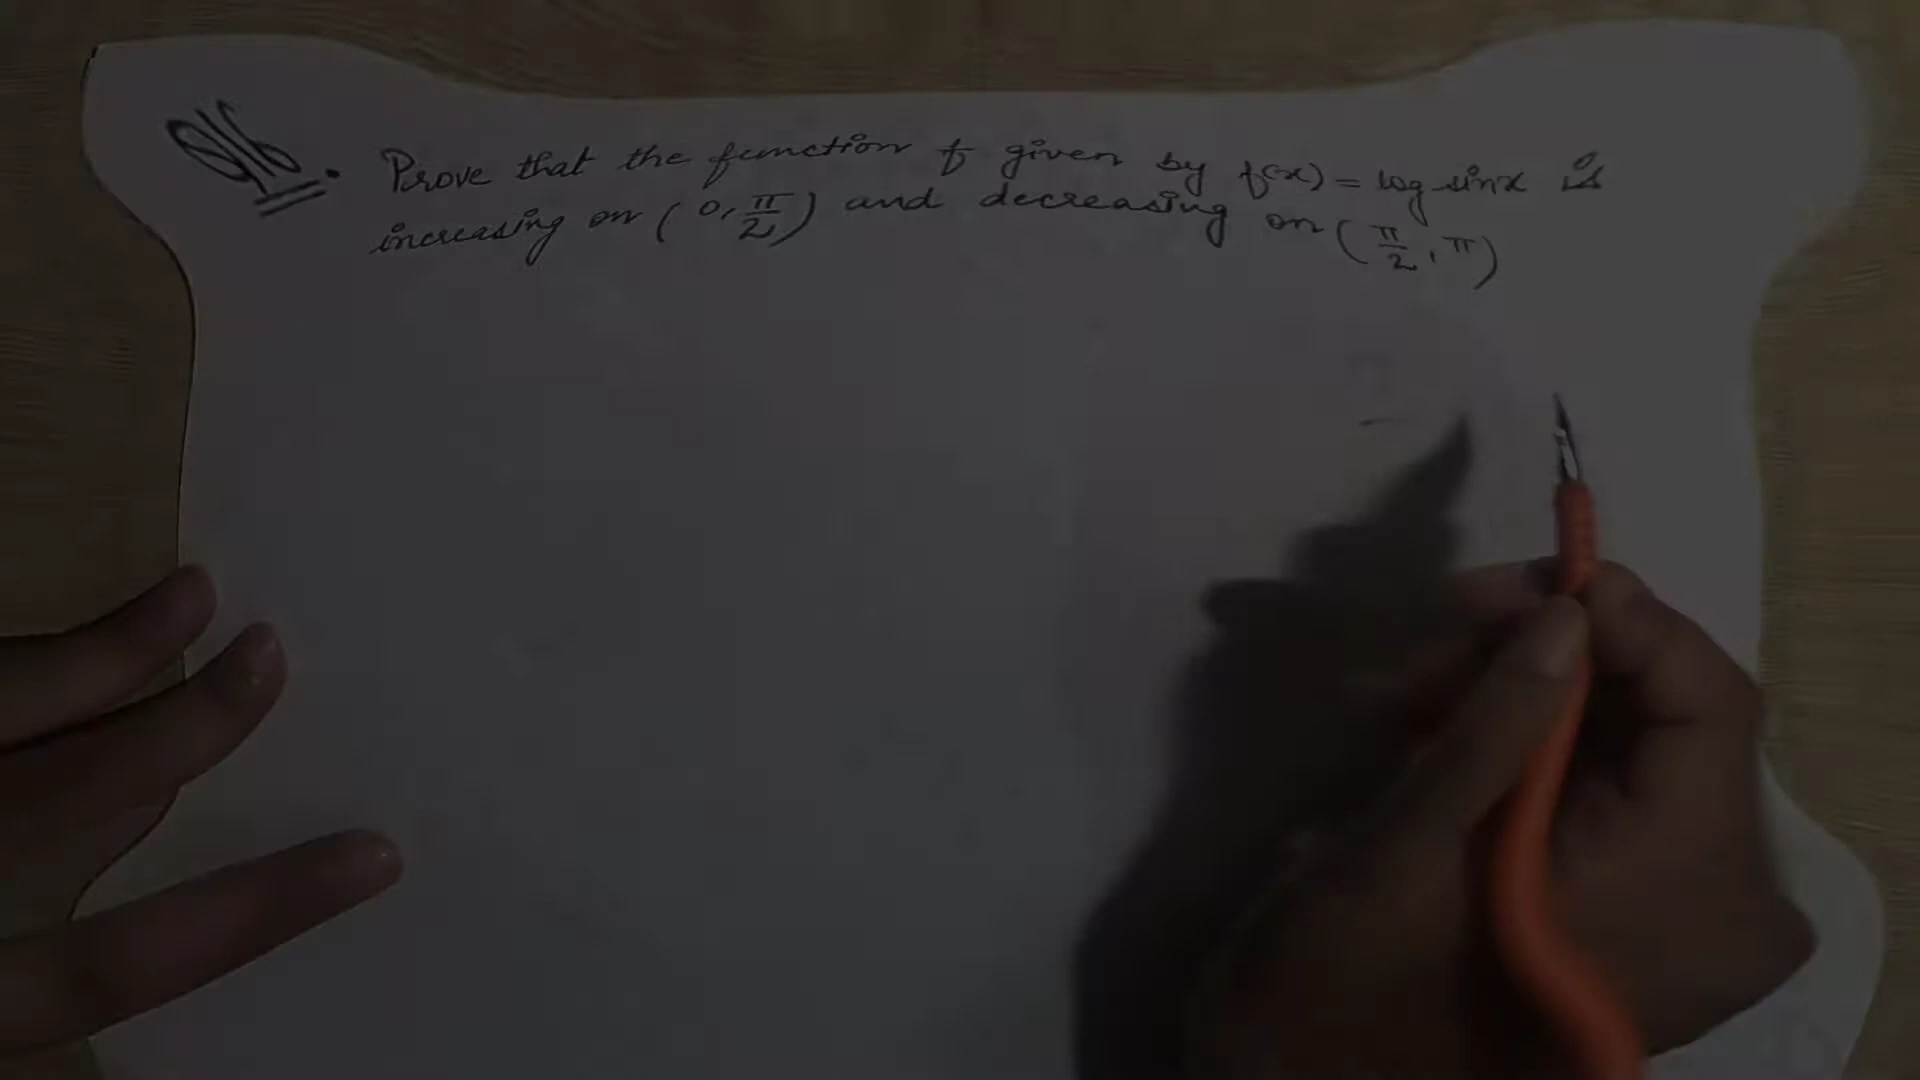 Q16. Prove that the function f given by f(x) = log sinx is
increasing on (0, π/2) and decreasing on (π/2, π)